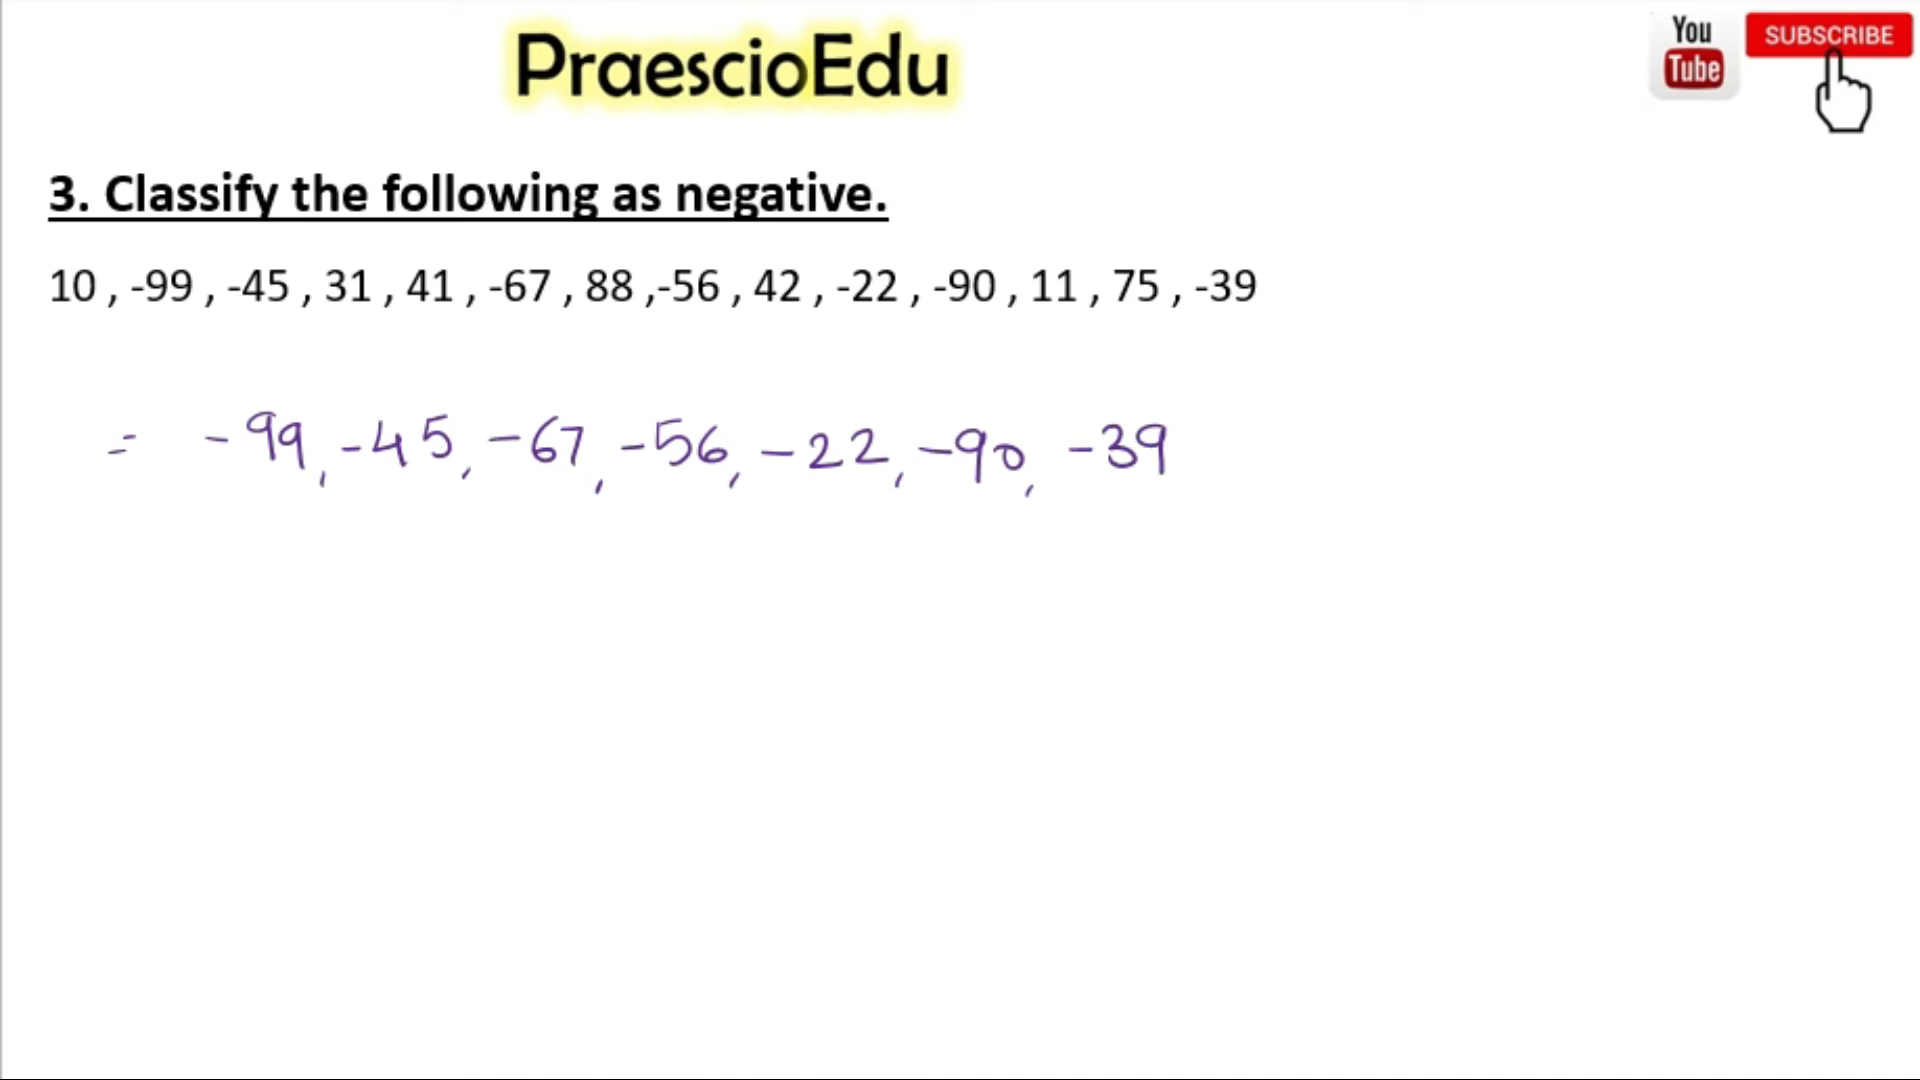 PraescioEdu
You
Tube
SUBSCRIBE
3. Classify the following as negative.
10 , -99 , -45 , 31 , 41 , -67 , 88 ,-56 , 42 , -22 , -90 , 11 , 75 , -39
= -99, -45, -67, -56, -22, -90, -39